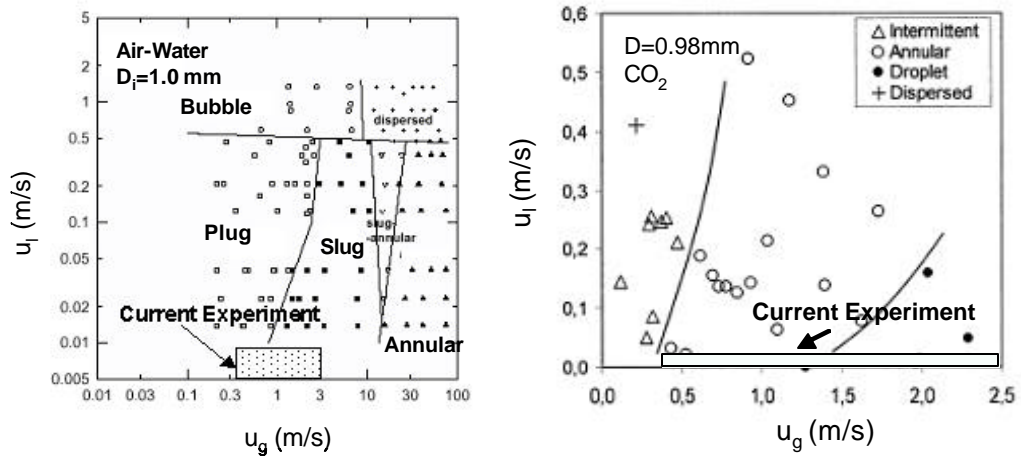 5
1
0.5
0.2
0.1
0.05
0.02
0.01
0.005
u_l (m/s)
Air-Water
D_i=1.0 mm
Bubble
dispersed
Plug
Slug
slug
-annular
Current Experiment
Annular
0.01 0.03 0.1 0.3 1 3 10 30 100
u_g (m/s)
0,6
0,5
0,4
0,3
0,2
0,1
0,0
u_l (m/s)
D=0.98mm
CO_2
Intermittent
Annular
Droplet
Dispersed
Current Experiment
0,0 0,5 1,0 1,5 2,0 2,5
u_g (m/s)